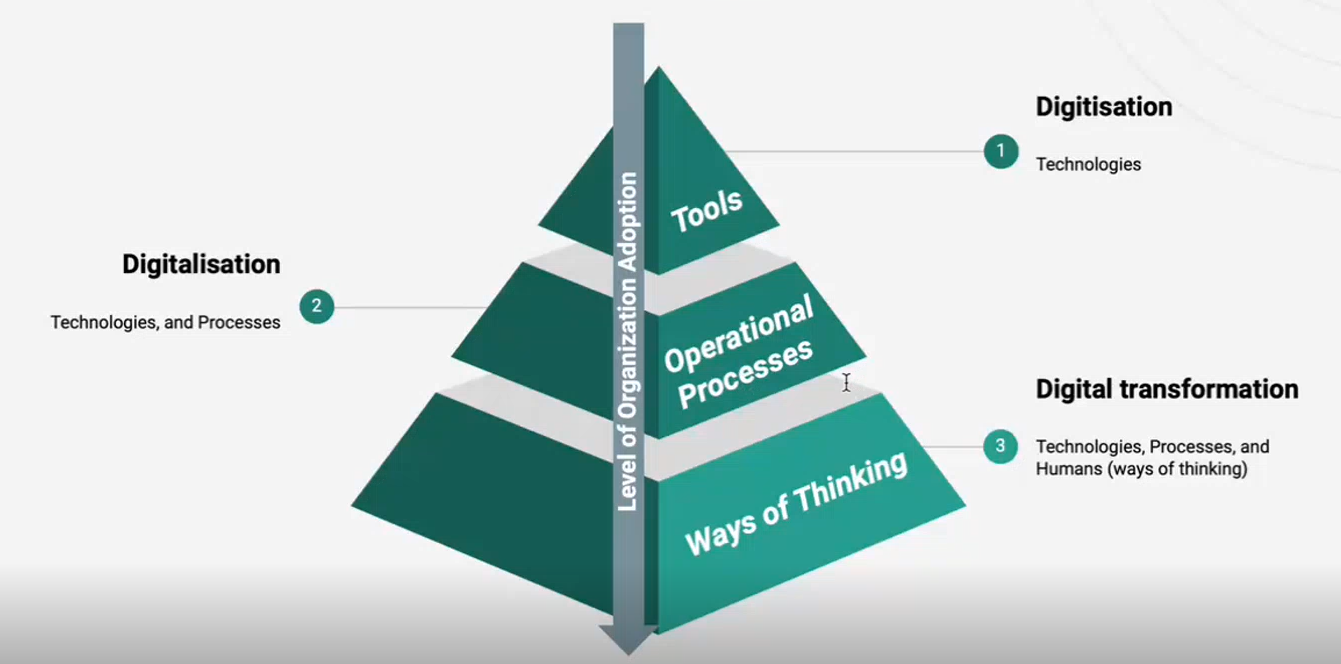 Digitisation
1
Technologies
Tools
Digitalisation
2
Technologies, and Processes
Operational
Processes
Level of Organization Adoption
Digital transformation
3
Technologies, Processes, and
Humans (ways of thinking)
Ways of Thinking